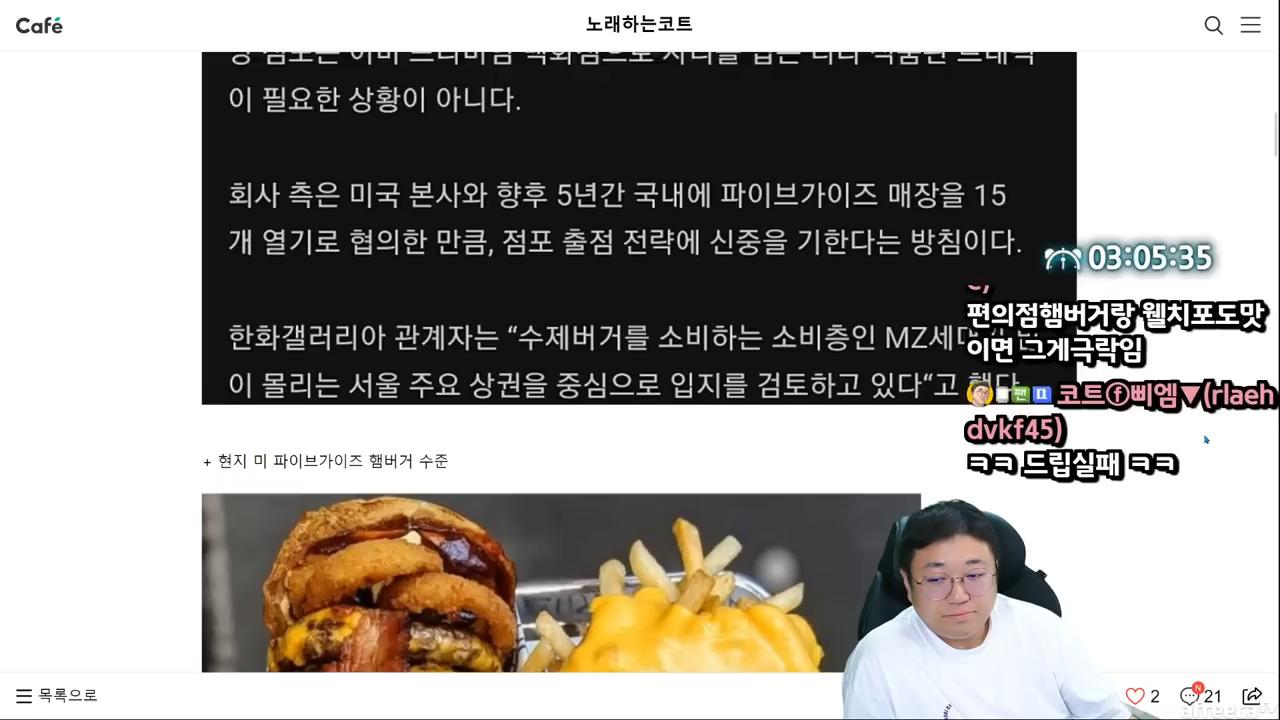 Café
노래하는코트
이 필요한 상황이 아니다.
회사 측은 미국 본사와 향후 5년간 국내에 파이브가이즈 매장을 15
개 열기로 협의한 만큼, 점포 출점 전략에 신중을 기한다는 방침이다.
03:05:35
편의점햄버거랑 웰치포도맛
이면 그게극락임
한화갤러리아 관계자는 “수제버거를 소비하는 소비층인 MZ세대
이 몰리는 서울 주요 상권을 중심으로 입지를 검토하고 있다“고 했다
코트ⓕ삐엠▼(rlaeh
dvkf45)
ㅋㅋ 드립실패 ㅋㅋ
+ 현지 미 파이브가이즈 햄버거 수준
목록으로
2
N
21
afreecaTV